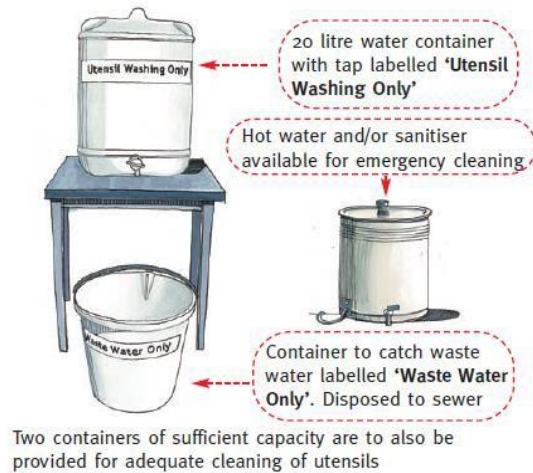 Utensil Washing Only
20 litre water container
with tap labelled ‘Utensil
Washing Only’
Hot water and/or sanitiser
available for emergency cleaning
Waste Water Only
Container to catch waste
water labelled ‘Waste Water
Only’. Disposed to sewer
Two containers of sufficient capacity are to also be
provided for adequate cleaning of utensils